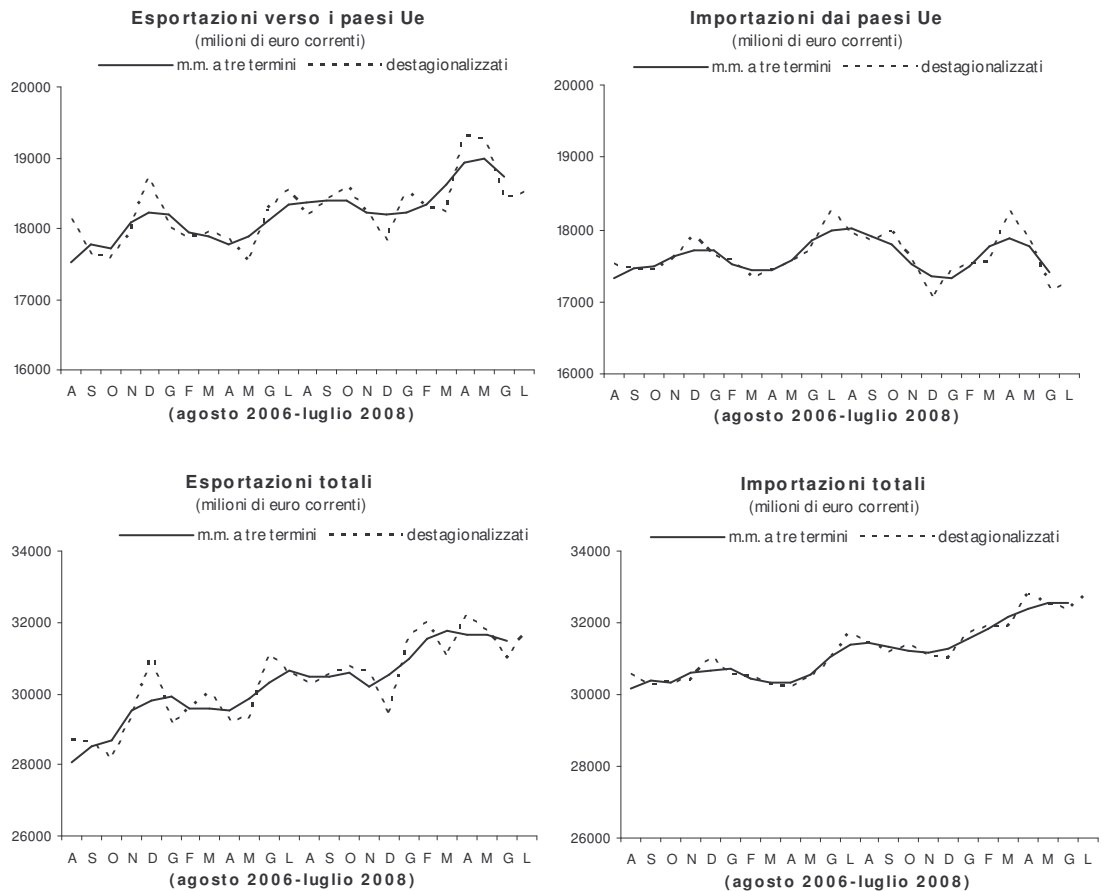 Esportazioni verso i paesi Ue
(milioni di euro correnti)
m.m. a tre termini destagionalizzati
20000
19000
18000
17000
16000
A S O N D G F M A M G L A S O N D G F M A M G L
(agosto 2006-luglio 2008)
Importazioni dai paesi Ue
(milioni di euro correnti)
m.m. a tre termini destagionalizzati
20000
19000
18000
17000
16000
A S O N D G F M A M G L A S O N D G F M A M G L
(agosto 2006-luglio 2008)
Esportazioni totali
(milioni di euro correnti)
m.m. a tre termini destagionalizzati
34000
32000
30000
28000
26000
A S O N D G F M A M G L A S O N D G F M A M G L
(agosto 2006-luglio 2008)
Importazioni totali
(milioni di euro correnti)
m.m. a tre termini destagionalizzati
34000
32000
30000
28000
26000
A S O N D G F M A M G L A S O N D G F M A M G L
(agosto 2006-luglio 2008)